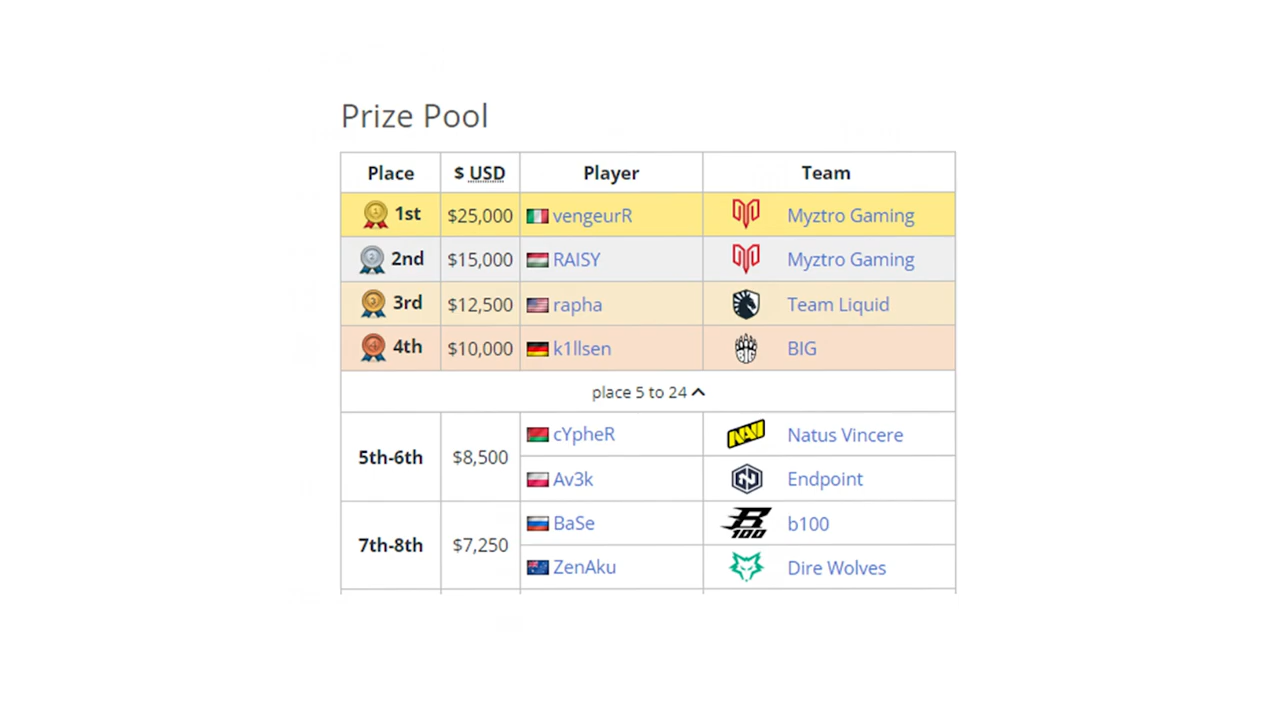 Prize Pool
Place $ USD Player Team
1st $25,000 vengeurR Myztro Gaming
2nd $15,000 RAISY Myztro Gaming
3rd $12,500 rapha Team Liquid
4th $10,000 k1llsen BIG
place 5 to 24
5th-6th $8,500 cYpheR NAVI Natus Vincere
Av3k Endpoint
7th-8th $7,250 BaSe R100 b100
ZenAku Dire Wolves